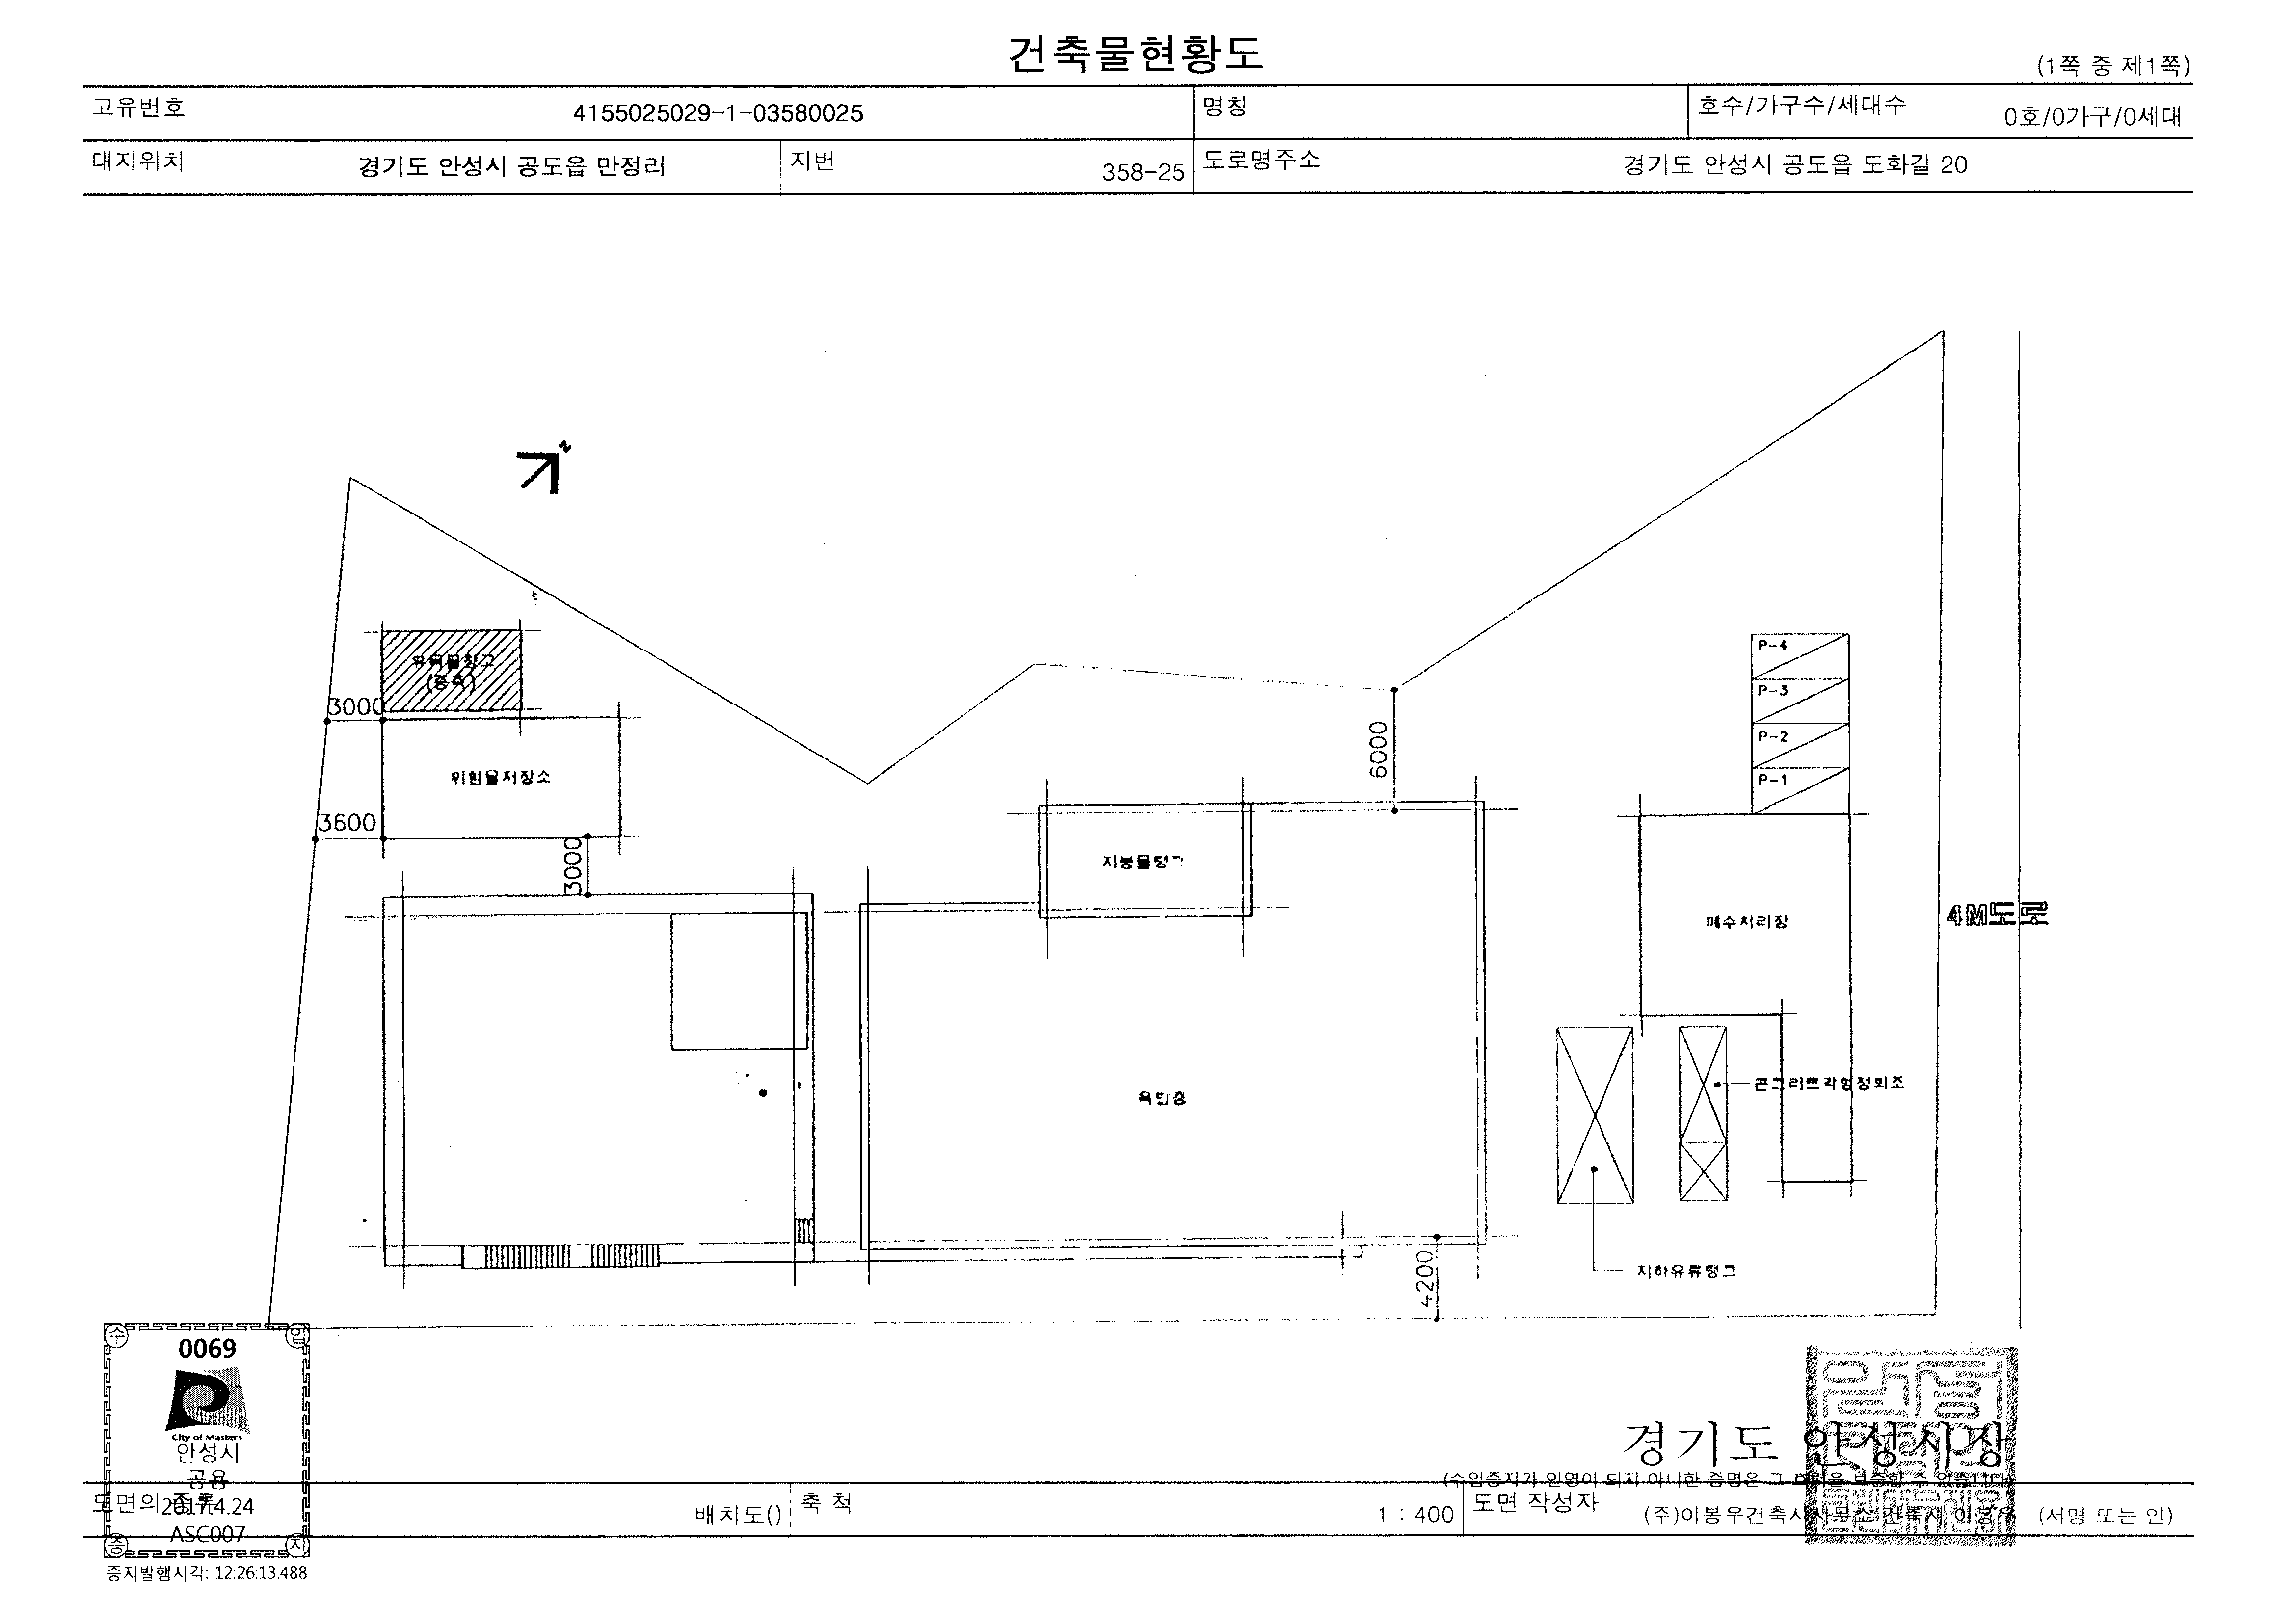 건축물현황도
(1쪽 중 제1쪽)
고유번호 4155025029-1-03580025 명칭 호수/가구수/세대수 0호/0가구/0세대
대지위치 경기도 안성시 공도읍 만정리 지번 358-25 도로명주소 경기도 안성시 공도읍 도화길 20
N
유독물창고
(증축)
3000
위험물저장소
3600
3000
6000
P-4
P-3
P-2
P-1
지붕물탱크
폐수처리장
4M도로
옥탑층
콘크리트각형정화조
지하유류탱크
4200
수입
0069
City of Masters
안성시
공용
2017.4.24
ASC007
증지
증지발행시각: 12:26:13.488
경기도 안성시장
(수입증지가 인영이 되지 아니한 증명은 그 효력을 보증할 수 없습니다)
도면의 종류 배치도() 축 척 1 : 400 도면 작성자 (주)이봉우건축사사무소 건축사 이봉우 (서명 또는 인)